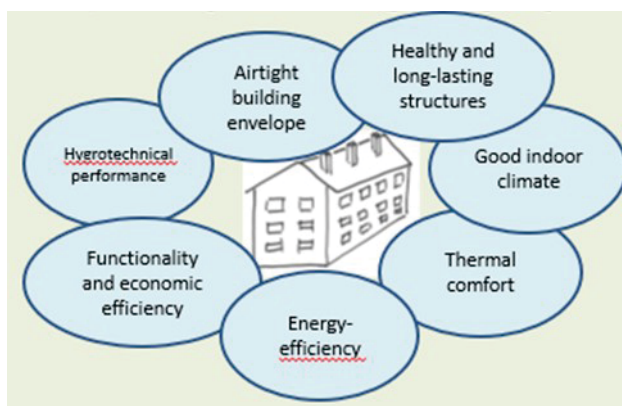 Healthy and
long-lasting
structures
Airtight
building
envelope
Good indoor
climate
Hygrotechnical
performance
Thermal
comfort
Functionality
and economic
efficiency
Energy-
efficiency